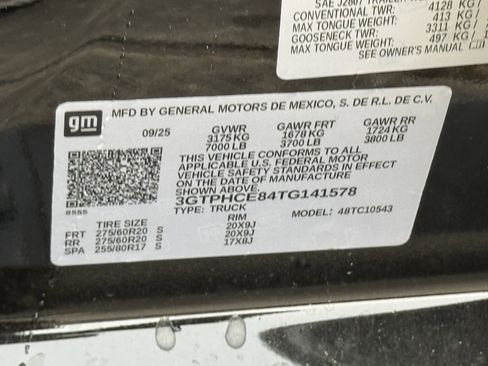 SAE J2807 TRAILER
CONVENTIONAL TWR: 4128 KG /
MAX TONGUE WEIGHT: 413 KG /
GOOSENECK TWR: 3311 KG /
MAX TONGUE WEIGHT: 497 KG /
SEE OWNER'S MANUAL
gm
MFD BY GENERAL MOTORS DE MEXICO, S. DE R.L. DE C.V.
09/25 GVWR GAWR FRT GAWR RR
3175 KG 1678 KG 1724 KG
7000 LB 3700 LB 3800 LB
THIS VEHICLE CONFORMS TO ALL
APPLICABLE U.S. FEDERAL MOTOR
VEHICLE SAFETY STANDARDS IN
EFFECT ON THE DATE OF MANUFACTURE
SHOWN ABOVE.
3GTPHCE84TG141578
TYPE: TRUCK MODEL: 48TC10543
TIRE SIZE RIM
FRT 275/60R20 S 20X9J
RR 275/60R20 S 20X9J
SPA 255/80R17 S 17X8J